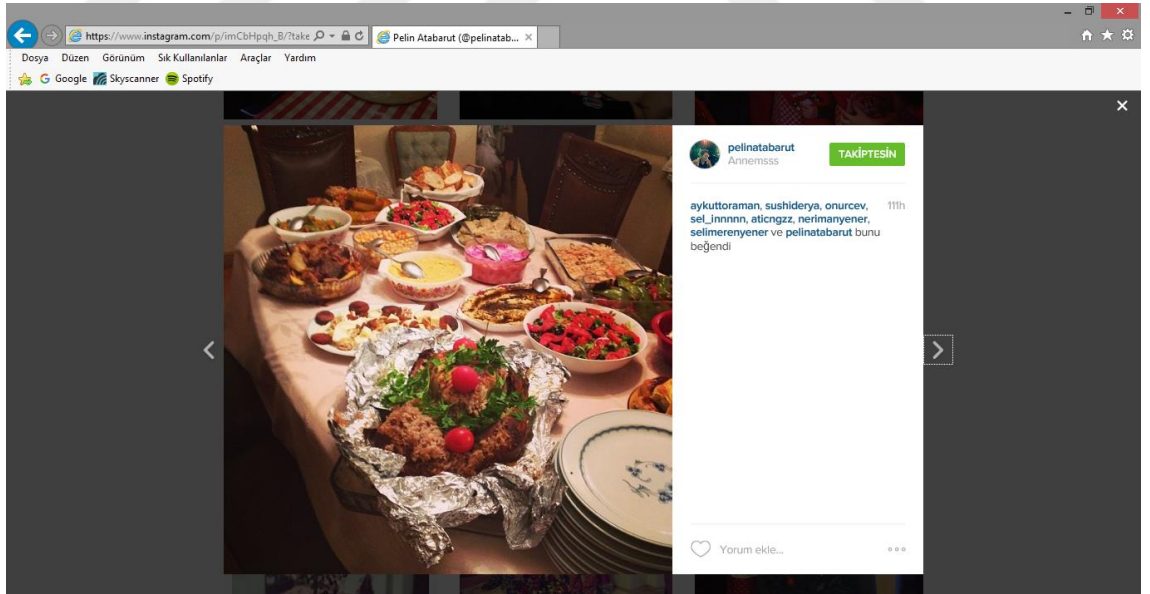 https://www.instagram.com/p/imCbHpqh_B/?take
Pelin Atabarut (@pelinatab...
Dosya Düzen Görünüm Sık Kullanılanlar Araçlar Yardım
Google Skyscanner Spotify
pelinatabarut
Annemsss
TAKİPTESİN
aykuttoraman, sushiderya, onurcev, 111h
sel_innnnn, aticngzz, nerimanyener,
selimerenyener ve pelinatabarut bunu
beğendi
Yorum ekle...